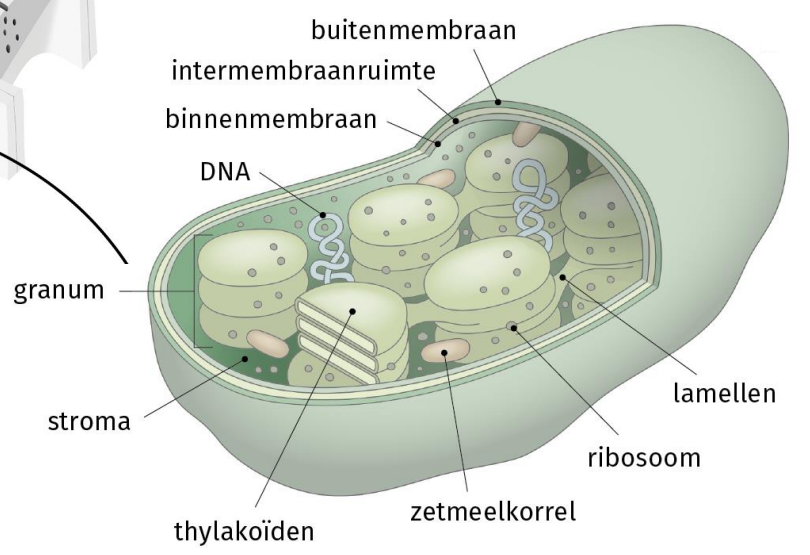 buitenmembraan
intermembraanruimte
binnenmembraan
DNA
granum
stroma
thylakoïden
zetmeelkorrel
ribosoom
lamellen